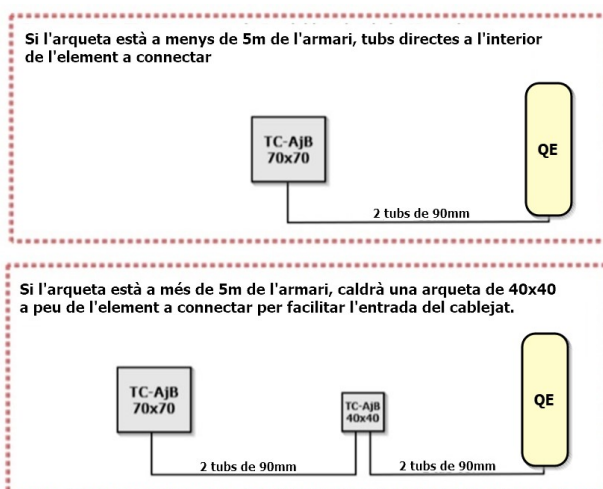 Si l'arqueta està a menys de 5m de l'armari, tubs directes a l'interior
de l'element a connectar
TC-AjB
70x70
QE
2 tubs de 90mm
Si l'arqueta està a més de 5m de l'armari, caldrà una arqueta de 40x40
a peu de l'element a connectar per facilitar l'entrada del cablejat.
TC-AjB
70x70
TC-AjB
40x40
QE
2 tubs de 90mm
2 tubs de 90mm